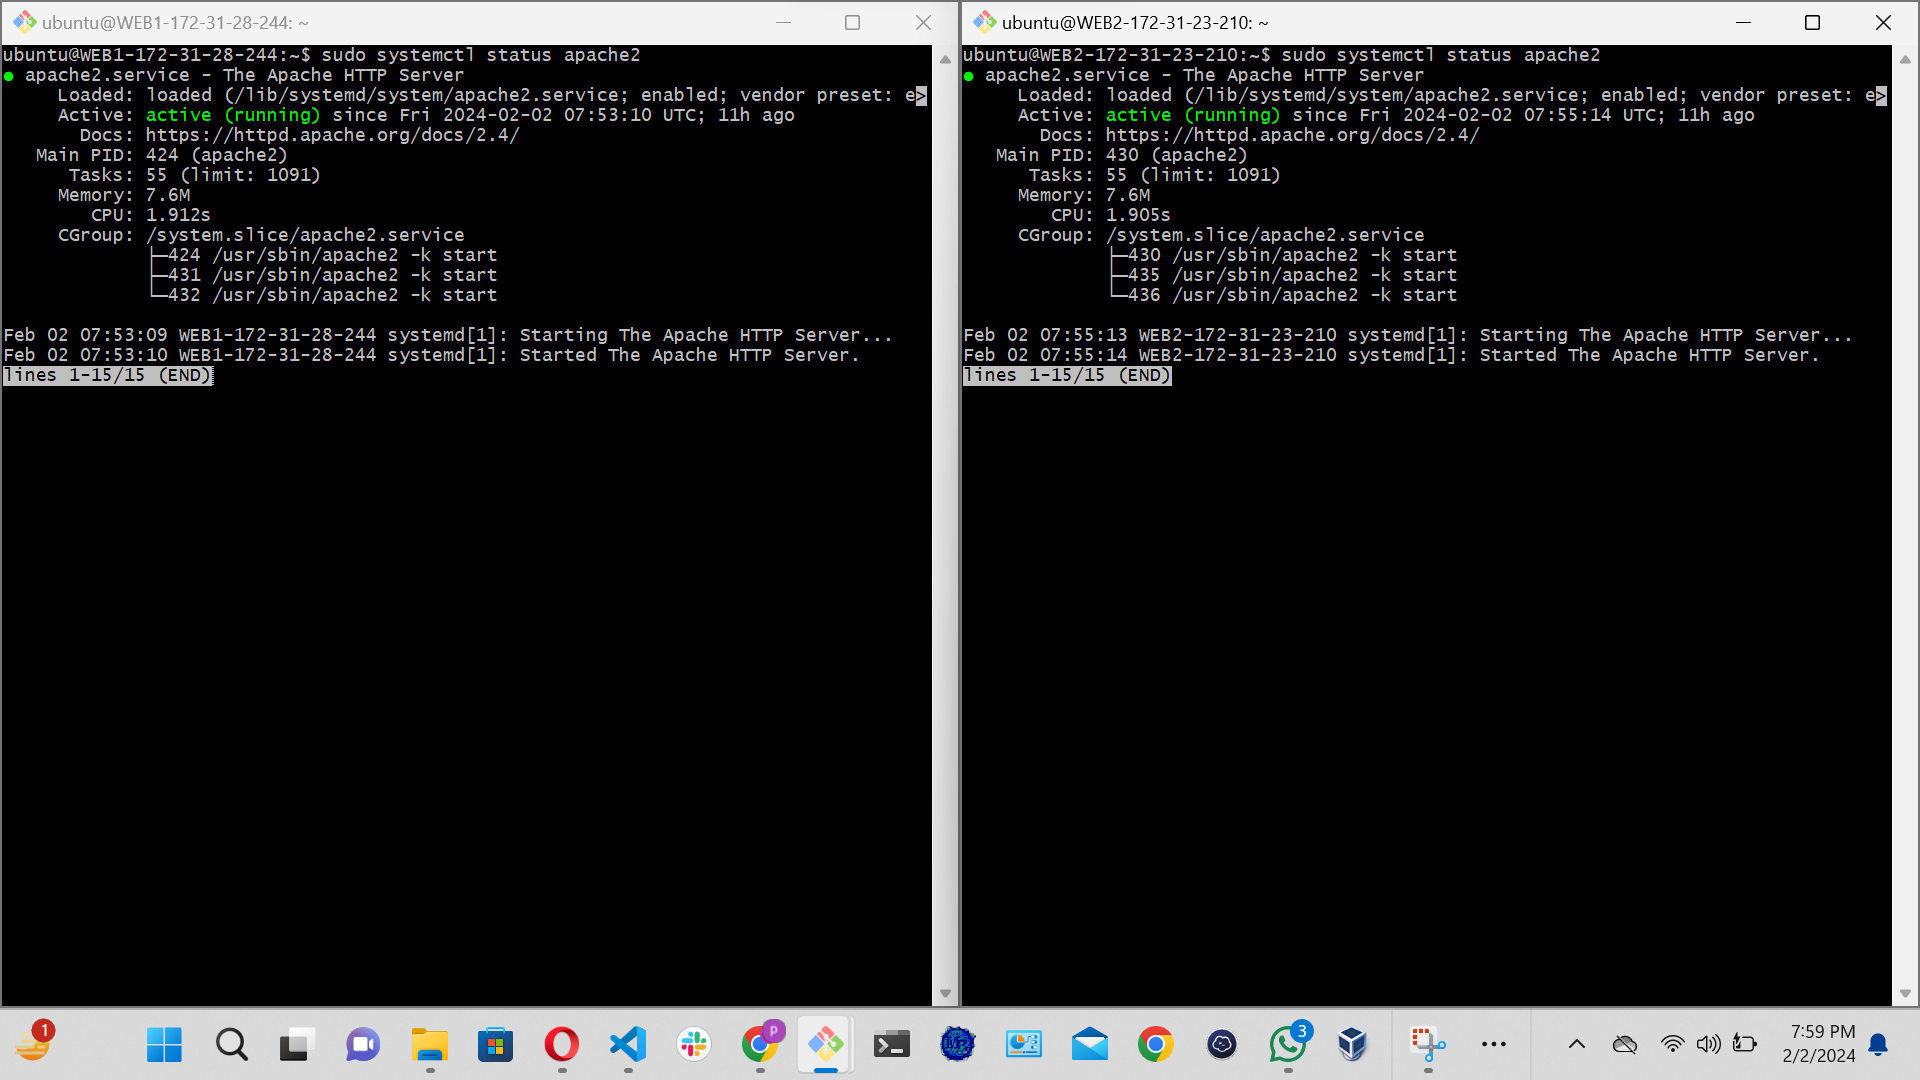 ubuntu@WEB1-172-31-28-244: ~
ubuntu@WEB1-172-31-28-244:~$ sudo systemctl status apache2
● apache2.service - The Apache HTTP Server
     Loaded: loaded (/lib/systemd/system/apache2.service; enabled; vendor preset: e>
     Active: active (running) since Fri 2024-02-02 07:53:10 UTC; 11h ago
       Docs: https://httpd.apache.org/docs/2.4/
   Main PID: 424 (apache2)
      Tasks: 55 (limit: 1091)
     Memory: 7.6M
        CPU: 1.912s
     CGroup: /system.slice/apache2.service
             ├─424 /usr/sbin/apache2 -k start
             ├─431 /usr/sbin/apache2 -k start
             └─432 /usr/sbin/apache2 -k start
Feb 02 07:53:09 WEB1-172-31-28-244 systemd[1]: Starting The Apache HTTP Server...
Feb 02 07:53:10 WEB1-172-31-28-244 systemd[1]: Started The Apache HTTP Server.
lines 1-15/15 (END)
ubuntu@WEB2-172-31-23-210: ~
ubuntu@WEB2-172-31-23-210:~$ sudo systemctl status apache2
● apache2.service - The Apache HTTP Server
     Loaded: loaded (/lib/systemd/system/apache2.service; enabled; vendor preset: e>
     Active: active (running) since Fri 2024-02-02 07:55:14 UTC; 11h ago
       Docs: https://httpd.apache.org/docs/2.4/
   Main PID: 430 (apache2)
      Tasks: 55 (limit: 1091)
     Memory: 7.6M
        CPU: 1.905s
     CGroup: /system.slice/apache2.service
             ├─430 /usr/sbin/apache2 -k start
             ├─435 /usr/sbin/apache2 -k start
             └─436 /usr/sbin/apache2 -k start
Feb 02 07:55:13 WEB2-172-31-23-210 systemd[1]: Starting The Apache HTTP Server...
Feb 02 07:55:14 WEB2-172-31-23-210 systemd[1]: Started The Apache HTTP Server.
lines 1-15/15 (END)
1
P
3
7:59 PM
2/2/2024